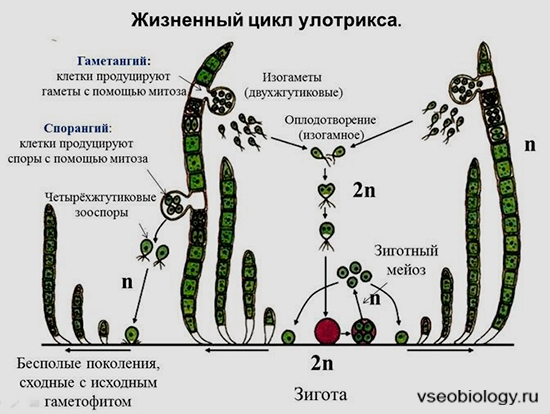 Жизненный цикл улотрикса.
Гаметангий:
клетки продуцируют
гаметы с помощью митоза
Изогаметы
(двухжгутиковые)
Оплодотворение
(изогамное)
n
Спорангий:
клетки продуцируют
споры с помощью митоза
2n
Четырёхжгутиковые
зооспоры
Зиготный
мейоз
n
n
Бесполые поколения,
сходные с исходным
гаметофитом
2n
Зигота
vseobiology.ru